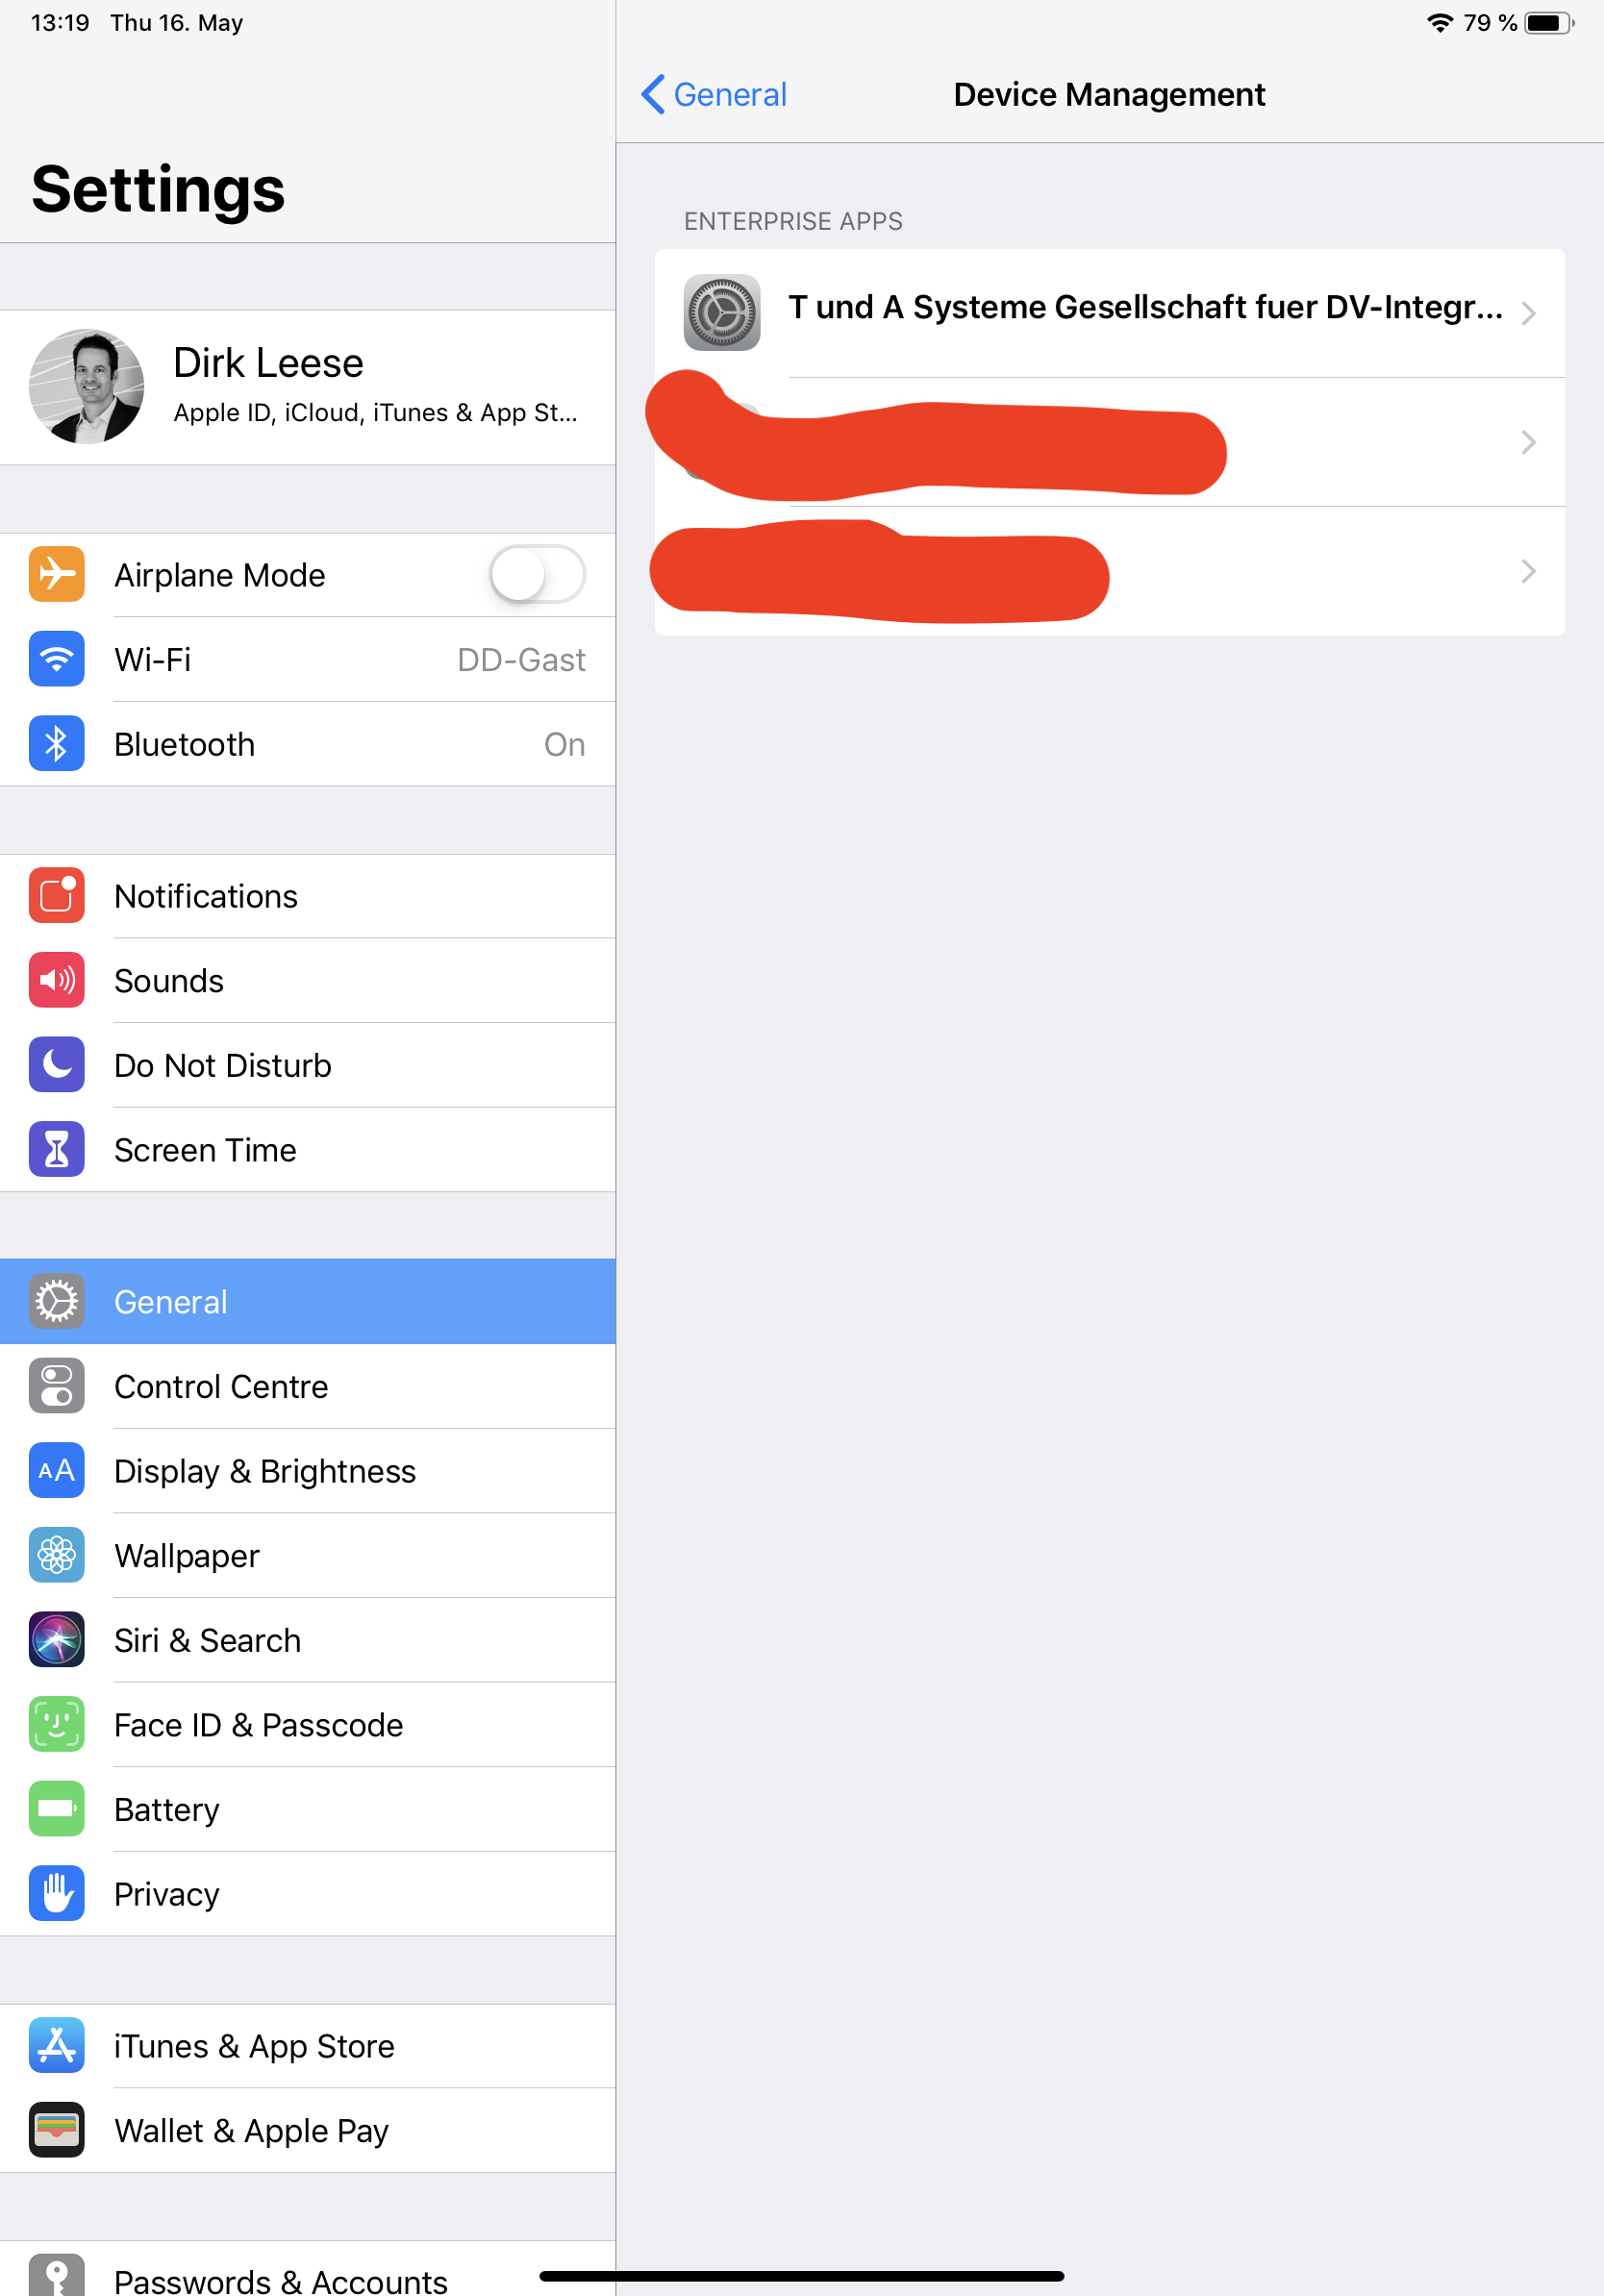 13:19 Thu 16. May
79 %
Settings
Dirk Leese
Apple ID, iCloud, iTunes & App St...
Airplane Mode
Wi-Fi DD-Gast
Bluetooth On
Notifications
Sounds
Do Not Disturb
Screen Time
General
Control Centre
Display & Brightness
Wallpaper
Siri & Search
Face ID & Passcode
Battery
Privacy
iTunes & App Store
Wallet & Apple Pay
Passwords & Accounts
General
Device Management
ENTERPRISE APPS
T und A Systeme Gesellschaft fuer DV-Integr...